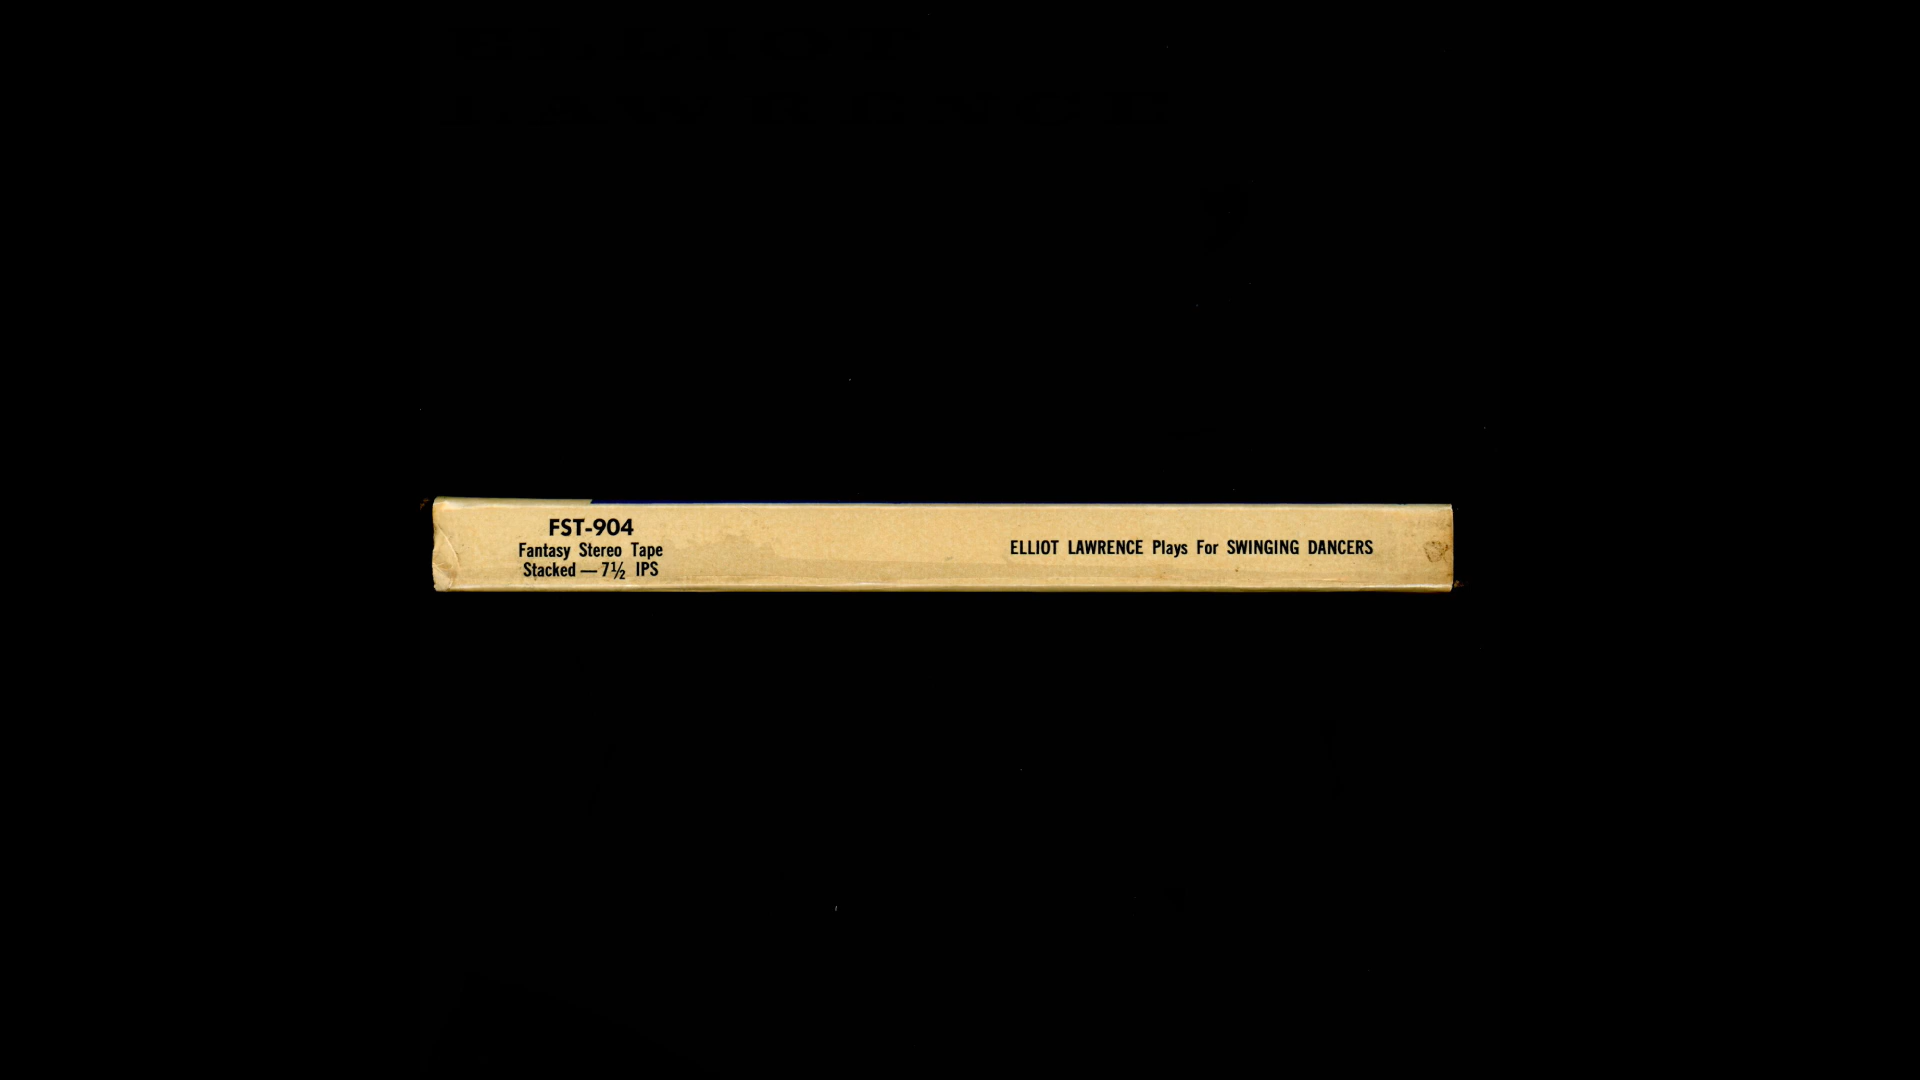 FST-904
Fantasy Stereo Tape
Stacked — 7½ IPS
ELLIOT LAWRENCE Plays For SWINGING DANCERS